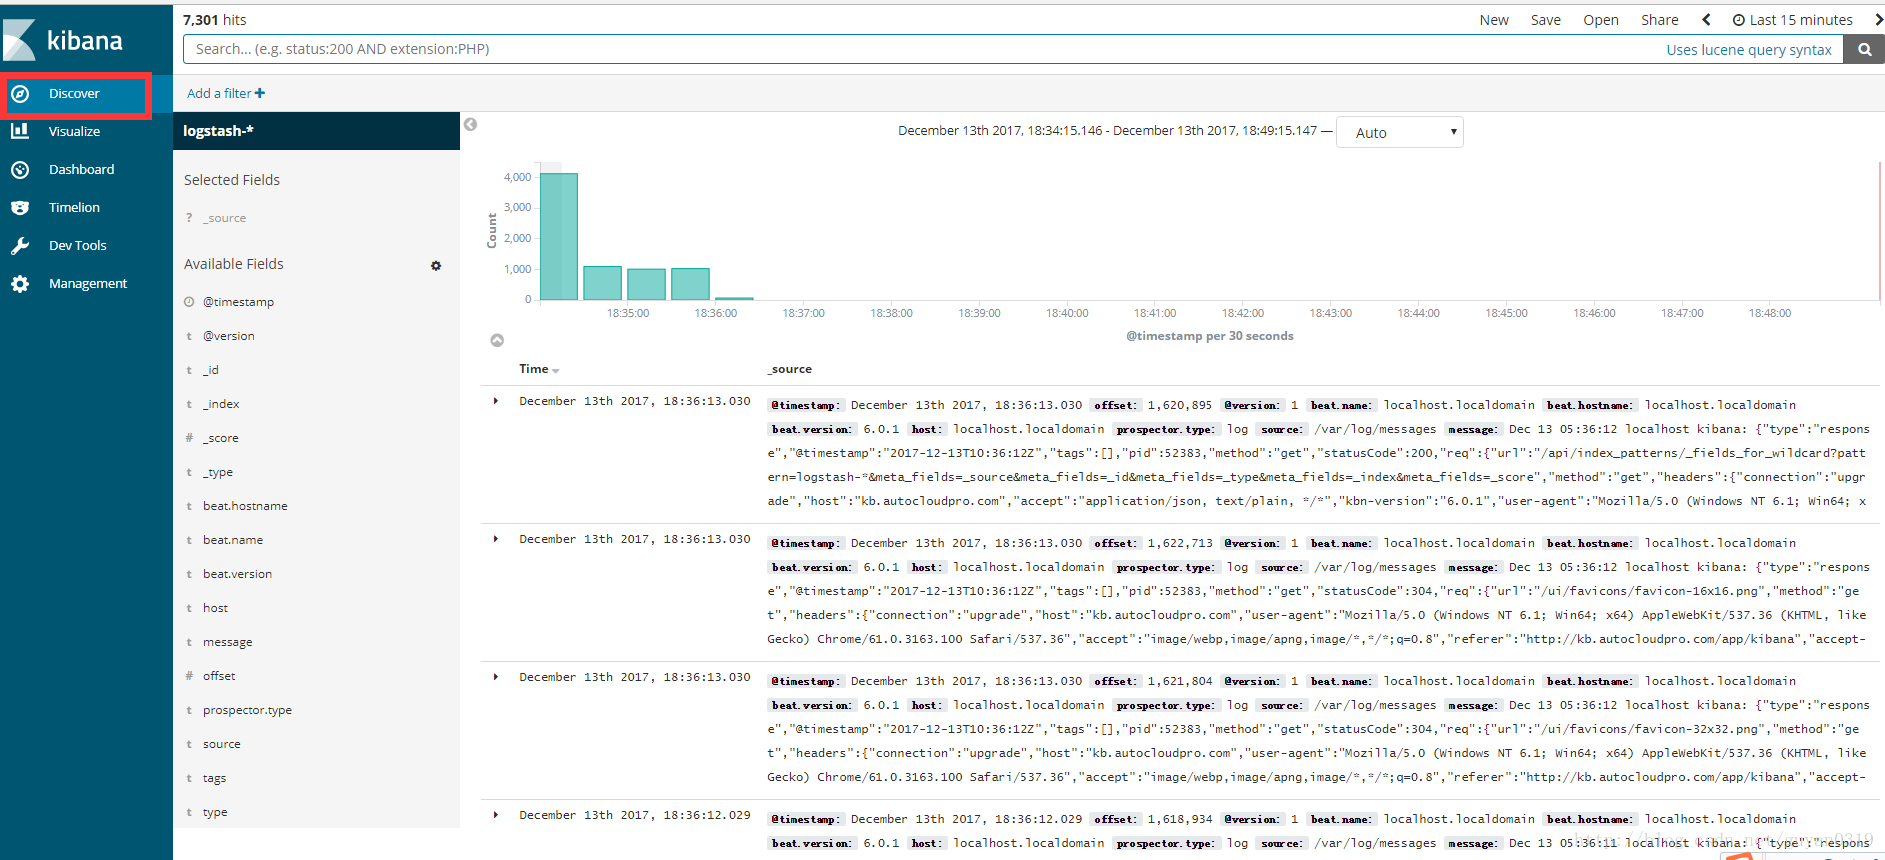 7,301 hits
New Save Open Share Last 15 minutes
kibana
Search... (e.g. status:200 AND extension:PHP)
Uses lucene query syntax
Discover
Visualize
Dashboard
Timelion
Dev Tools
Management
Add a filter +
logstash-*
Selected Fields
? _source
Available Fields
@timestamp
t @version
t _id
t _index
# _score
t _type
t beat.hostname
t beat.name
t beat.version
t host
t message
# offset
t prospector.type
t source
t tags
t type
December 13th 2017, 18:34:15.146 - December 13th 2017, 18:49:15.147 — Auto
Count
4,000
3,000
2,000
1,000
0
18:35:00 18:36:00 18:37:00 18:38:00 18:39:00 18:40:00 18:41:00 18:42:00 18:43:00 18:44:00 18:45:00 18:46:00 18:47:00 18:48:00
@timestamp per 30 seconds
Time _source
December 13th 2017, 18:36:13.030 @timestamp: December 13th 2017, 18:36:13.030 offset: 1,620,895 @version: 1 beat.name: localhost.localdomain beat.hostname: localhost.localdomain
beat.version: 6.0.1 host: localhost.localdomain prospector.type: log source: /var/log/messages message: Dec 13 05:36:12 localhost kibana: {"type":"respon
se","@timestamp":"2017-12-13T10:36:12Z","tags":[],"pid":52383,"method":"get","statusCode":200,"req":{"url":"/api/index_patterns/_fields_for_wildcard?patt
ern=logstash-*&meta_fields=_source&meta_fields=_id&meta_fields=_type&meta_fields=_index&meta_fields=_score","method":"get","headers":{"connection":"upgr
ade","host":"kb.autocloudpro.com","accept":"application/json, text/plain, */*","kbn-version":"6.0.1","user-agent":"Mozilla/5.0 (Windows NT 6.1; Win64; x
December 13th 2017, 18:36:13.030 @timestamp: December 13th 2017, 18:36:13.030 offset: 1,622,713 @version: 1 beat.name: localhost.localdomain beat.hostname: localhost.localdomain
beat.version: 6.0.1 host: localhost.localdomain prospector.type: log source: /var/log/messages message: Dec 13 05:36:12 localhost kibana: {"type":"respon
se","@timestamp":"2017-12-13T10:36:12Z","tags":[],"pid":52383,"method":"get","statusCode":304,"req":{"url":"/ui/favicons/favicon-16x16.png","method":"ge
t","headers":{"connection":"upgrade","host":"kb.autocloudpro.com","user-agent":"Mozilla/5.0 (Windows NT 6.1; Win64; x64) AppleWebKit/537.36 (KHTML, like
Gecko) Chrome/61.0.3163.100 Safari/537.36","accept":"image/webp,image/apng,image/*,*/*;q=0.8","referer":"http://kb.autocloudpro.com/app/kibana","accept-
December 13th 2017, 18:36:13.030 @timestamp: December 13th 2017, 18:36:13.030 offset: 1,621,804 @version: 1 beat.name: localhost.localdomain beat.hostname: localhost.localdomain
beat.version: 6.0.1 host: localhost.localdomain prospector.type: log source: /var/log/messages message: Dec 13 05:36:12 localhost kibana: {"type":"respon
se","@timestamp":"2017-12-13T10:36:12Z","tags":[],"pid":52383,"method":"get","statusCode":304,"req":{"url":"/ui/favicons/favicon-32x32.png","method":"ge
t","headers":{"connection":"upgrade","host":"kb.autocloudpro.com","user-agent":"Mozilla/5.0 (Windows NT 6.1; Win64; x64) AppleWebKit/537.36 (KHTML, like
Gecko) Chrome/61.0.3163.100 Safari/537.36","accept":"image/webp,image/apng,image/*,*/*;q=0.8","referer":"http://kb.autocloudpro.com/app/kibana","accept-
December 13th 2017, 18:36:12.029 @timestamp: December 13th 2017, 18:36:12.029 offset: 1,618,934 @version: 1 beat.name: localhost.localdomain beat.hostname: localhost.localdomain
beat.version: 6.0.1 host: localhost.localdomain prospector.type: log source: /var/log/messages message: Dec 13 05:36:11 localhost kibana: {"type":"respon